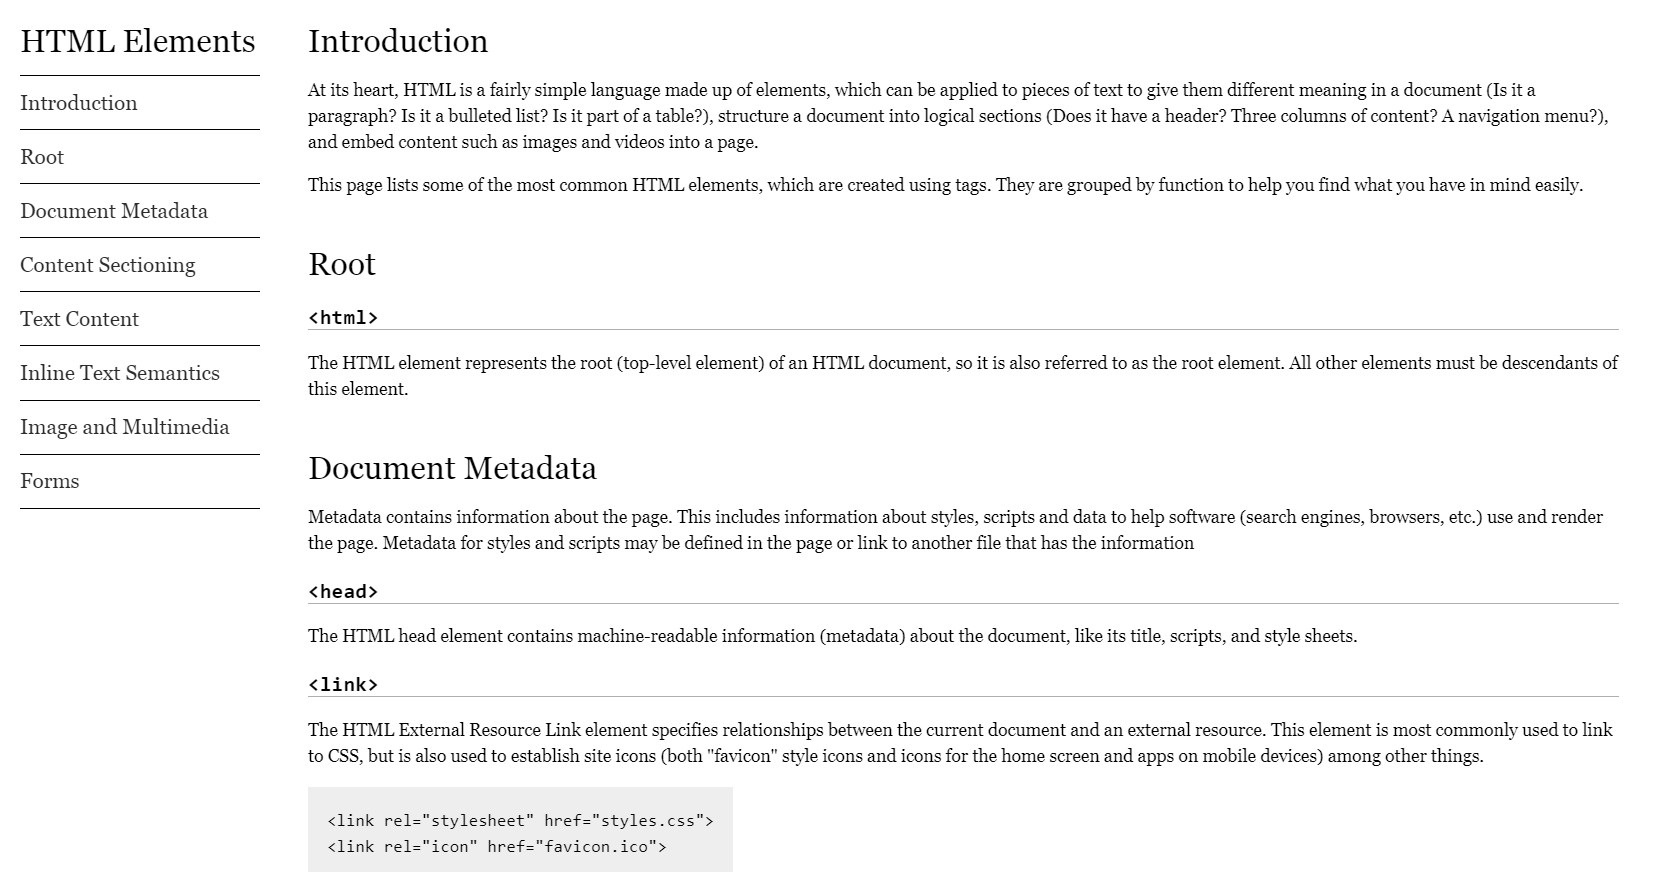 HTML Elements
Introduction
Root
Document Metadata
Content Sectioning
Text Content
Inline Text Semantics
Image and Multimedia
Forms
Introduction
At its heart, HTML is a fairly simple language made up of elements, which can be applied to pieces of text to give them different meaning in a document (Is it a
paragraph? Is it a bulleted list? Is it part of a table?), structure a document into logical sections (Does it have a header? Three columns of content? A navigation menu?),
and embed content such as images and videos into a page.
This page lists some of the most common HTML elements, which are created using tags. They are grouped by function to help you find what you have in mind easily.
Root
<html>
The HTML element represents the root (top-level element) of an HTML document, so it is also referred to as the root element. All other elements must be descendants of
this element.
Document Metadata
Metadata contains information about the page. This includes information about styles, scripts and data to help software (search engines, browsers, etc.) use and render
the page. Metadata for styles and scripts may be defined in the page or link to another file that has the information
<head>
The HTML head element contains machine-readable information (metadata) about the document, like its title, scripts, and style sheets.
<link>
The HTML External Resource Link element specifies relationships between the current document and an external resource. This element is most commonly used to link
to CSS, but is also used to establish site icons (both "favicon" style icons and icons for the home screen and apps on mobile devices) among other things.
<link rel="stylesheet" href="styles.css">
<link rel="icon" href="favicon.ico">